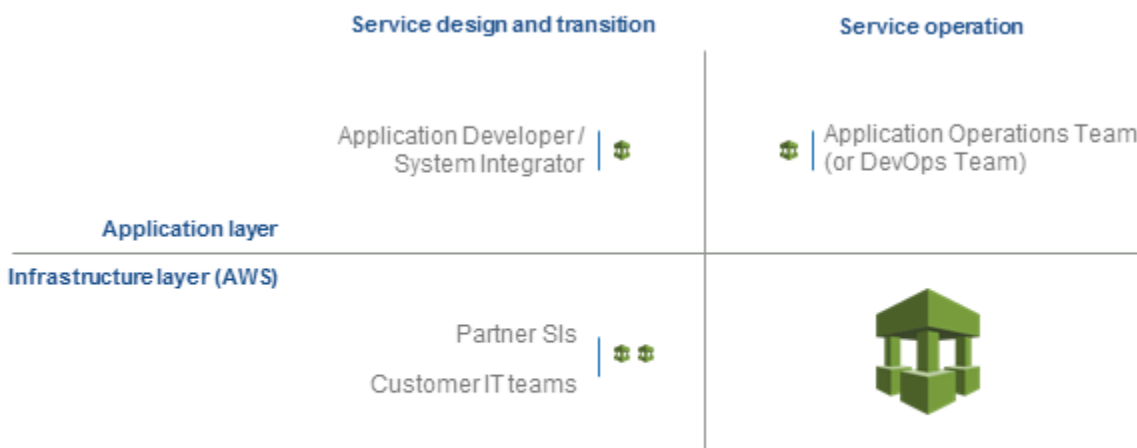 Service design and transition
Service operation
Application Developer /
System Integrator
Application Operations Team
(or DevOps Team)
Application layer
Infrastructure layer (AWS)
Partner SIs
Customer IT teams